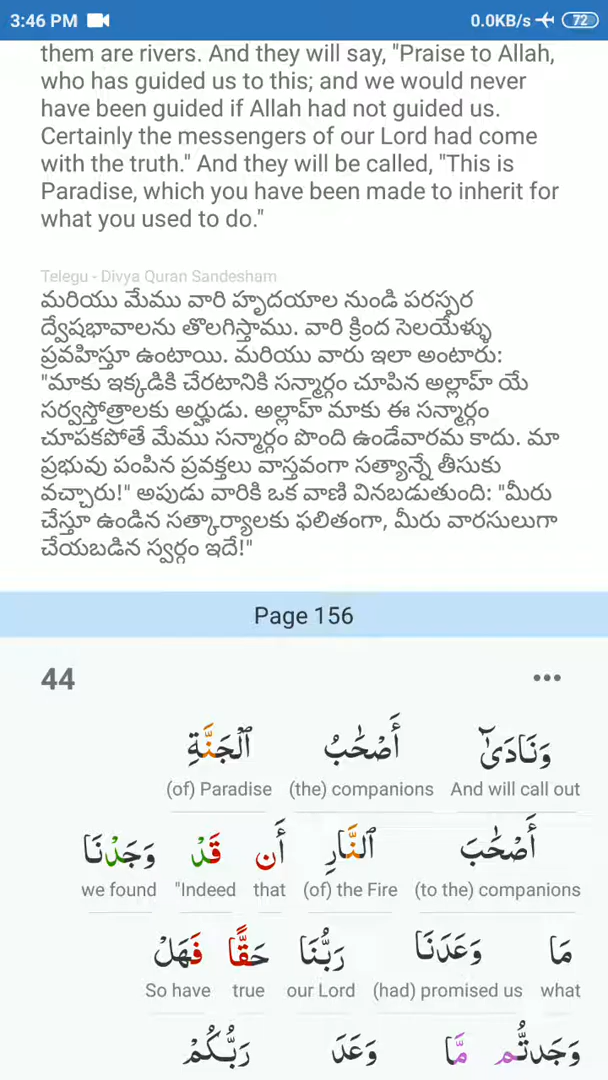 3:46 PM 0.0KB/s 72
them are rivers. And they will say, "Praise to Allah,
who has guided us to this; and we would never
have been guided if Allah had not guided us.
Certainly the messengers of our Lord had come
with the truth." And they will be called, "This is
Paradise, which you have been made to inherit for
what you used to do."
Telegu - Divya Quran Sandesham
మరియు మేము వారి హృదయాల నుండి పరస్పర
ద్వేషభావాలను తొలగిస్తాము. వారి క్రింద సెలయేళ్ళు
ప్రవహిస్తూ ఉంటాయి. మరియు వారు ఇలా అంటారు:
"మాకు ఇక్కడికి చేరటానికి సన్మార్గం చూపిన అల్లాహ్ యే
సర్వస్తోత్రాలకు అర్హుడు. అల్లాహ్ మాకు ఈ సన్మార్గం
చూపకపోతే మేము సన్మార్గం పొంది ఉండేవారమ కాదు. మా
ప్రభువు పంపిన ప్రవక్తలు వాస్తవంగా సత్యాన్నే తీసుకు
వచ్చారు!" అపుడు వారికి ఒక వాణి వినబడుతుంది: "మీరు
చేస్తూ ఉండిన సత్కార్యాలకు ఫలితంగా, మీరు వారసులుగా
చేయబడిన స్వర్గం ఇదే!"
Page 156
44
وَنَادَىٰٓ أَصْحَٰبُ ٱلْجَنَّةِ
(of) Paradise (the) companions And will call out
أَصْحَٰبَ ٱلنَّارِ أَن قَدْ وَجَدْنَا
we found "Indeed that (of) the Fire (to the) companions
مَا وَعَدَنَا رَبُّنَا حَقًّا فَهَلْ
So have true our Lord (had) promised us what
وَجَدتُّم مَّا وَعَدَ رَبُّكُمْ